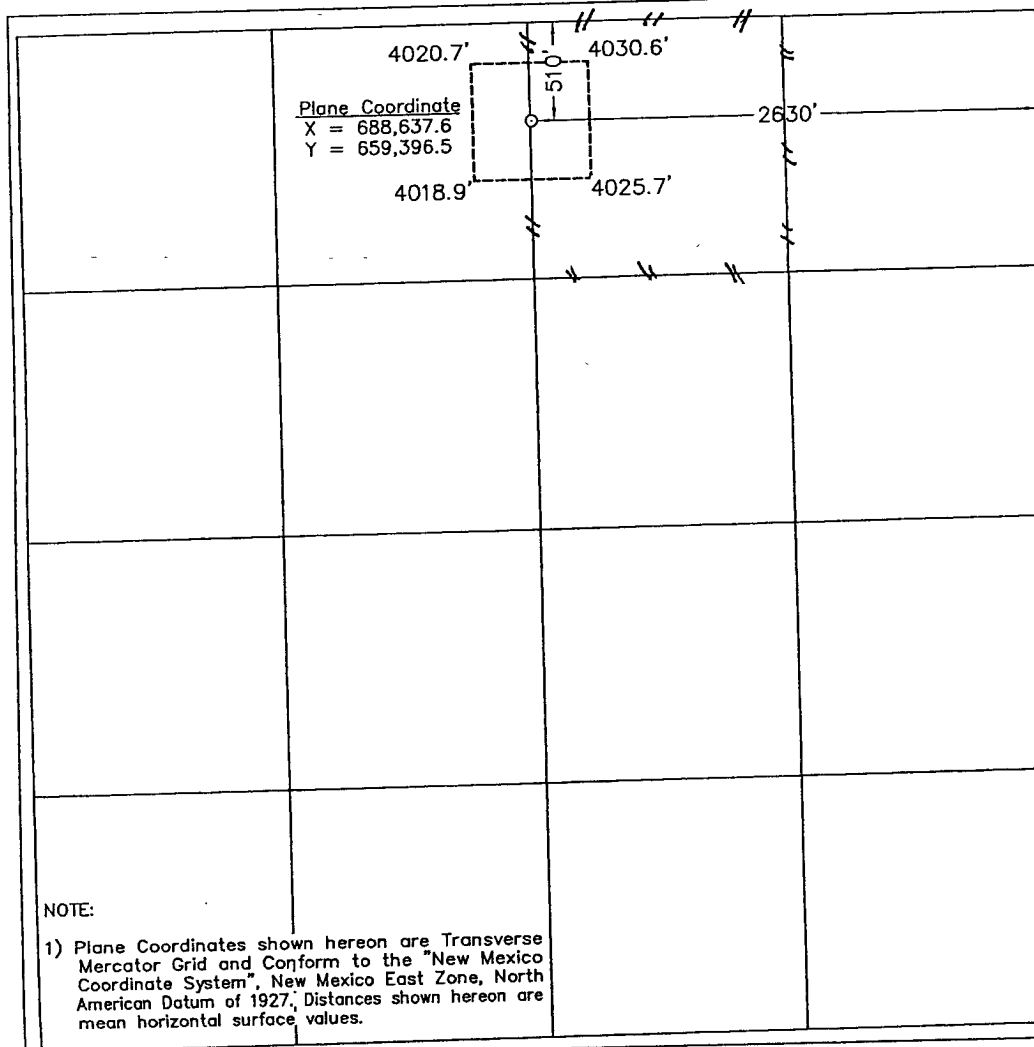 4020.7'
4030.6'
510'
Plane Coordinate
X = 688,637.6
Y = 659,396.5
2630'
4018.9'
4025.7'
NOTE:
1) Plane Coordinates shown hereon are Transverse
Mercator Grid and Conform to the "New Mexico
Coordinate System", New Mexico East Zone, North
American Datum of 1927. Distances shown hereon are
mean horizontal surface values.